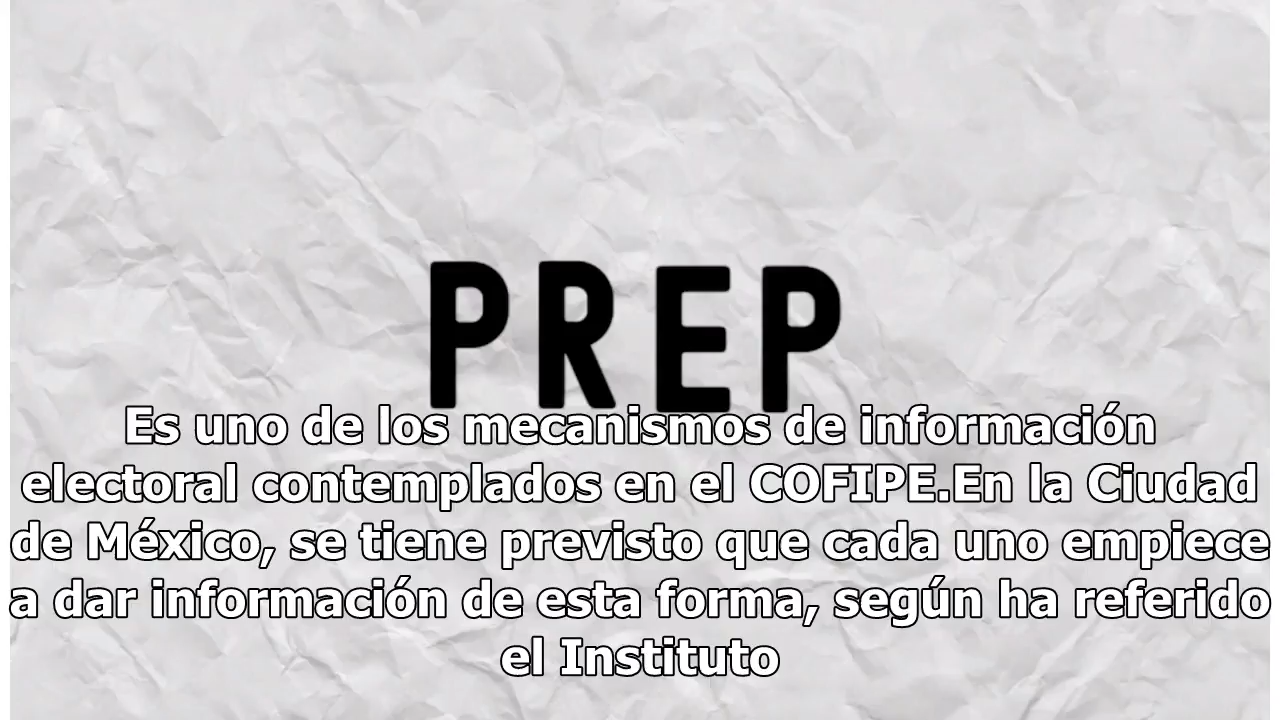 PREP
Es uno de los mecanismos de información
electoral contemplados en el COFIPE.En la Ciudad
de México, se tiene previsto que cada uno empiece
a dar información de esta forma, según ha referido
el Instituto